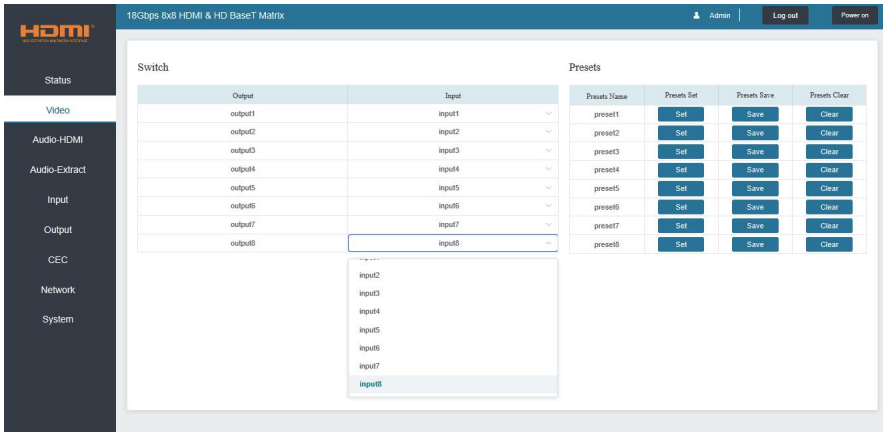 HDMI
18Gbps 8x8 HDMI & HD BaseT Matrix
Admin
Log out
Power on
Status
Video
Audio-HDMI
Audio-Extract
Input
Output
CEC
Network
System
Switch
Output Input
output1 input1
output2 input2
output3 input3
output4 input4
output5 input5
output6 input6
output7 input7
output8 input8
input2
input3
input4
input5
input6
input7
input8
Presets
Presets Name Presets Set Presets Save Presets Clear
preset1 Set Save Clear
preset2 Set Save Clear
preset3 Set Save Clear
preset4 Set Save Clear
preset5 Set Save Clear
preset6 Set Save Clear
preset7 Set Save Clear
preset8 Set Save Clear